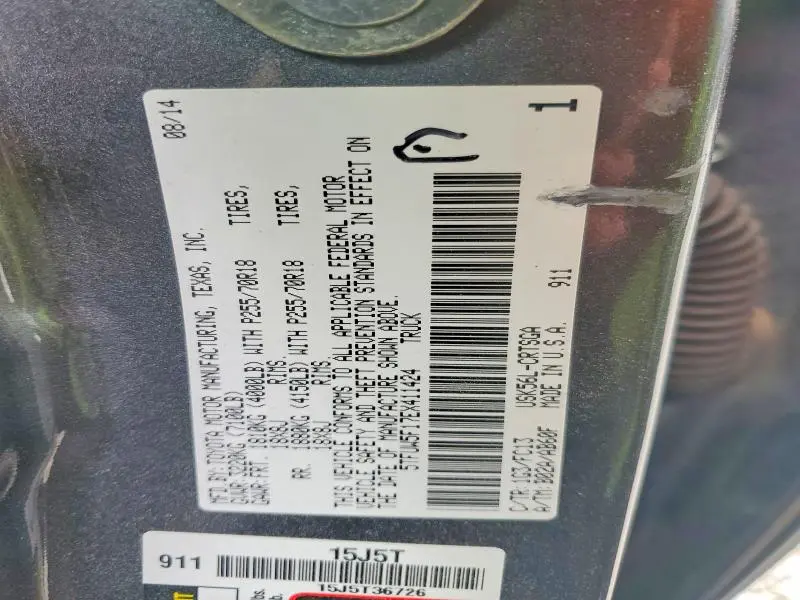 MFD BY: TOYOTA MOTOR MANUFACTURING, TEXAS, INC. 08/14
GVWR: 3220KG (7100LB)
GAWR: FRT. 1810KG (4000LB) WITH P255/70R18 TIRES,
18X8J RIMS.
RR. 1880KG (4150LB) WITH P255/70R18 TIRES,
18X8J RIMS.
THIS VEHICLE CONFORMS TO ALL APPLICABLE FEDERAL MOTOR
VEHICLE SAFETY AND THEFT PREVENTION STANDARDS IN EFFECT ON
THE DATE OF MANUFACTURE SHOWN ABOVE.
5TFUW5F17EX411424 TRUCK
C/TR: 1G3/FC13 USK56L-CRTSGA
A/TM: B02A/AB60F MADE IN U.S.A. 911
1
15J5T
911
15J5T36726